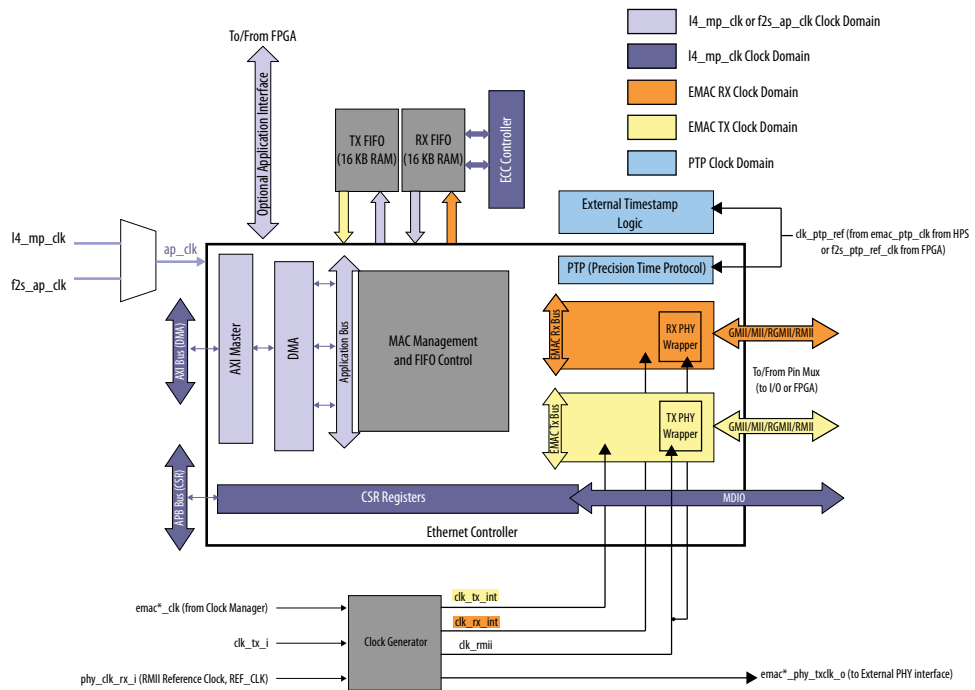 l4_mp_clk or f2s_ap_clk Clock Domain
l4_mp_clk Clock Domain
EMAC RX Clock Domain
EMAC TX Clock Domain
PTP Clock Domain
To/From FPGA
Optional Application Interface
TX FIFO
(16 KB RAM)
RX FIFO
(16 KB RAM)
ECC Controller
External Timestamp
Logic
clk_ptp_ref (from emac_ptp_clk from HPS
or f2s_ptp_ref_clk from FPGA)
PTP (Precision Time Protocol)
l4_mp_clk
f2s_ap_clk
ap_clk
AXI Bus (DMA)
AXI Master
DMA
Application Bus
MAC Management
and FIFO Control
EMAC Rx Bus
RX PHY
Wrapper
GMII/MII/RGMII/RMII
To/From Pin Mux
(to I/O or FPGA)
EMAC Tx Bus
TX PHY
Wrapper
GMII/MII/RGMII/RMII
APB Bus (CSR)
CSR Registers
MDIO
Ethernet Controller
emac*_clk (from Clock Manager)
clk_tx_i
phy_clk_rx_i (RMII Reference Clock, REF_CLK)
Clock Generator
clk_tx_int
clk_rx_int
clk_rmii
emac*_phy_txclk_o (to External PHY interface)